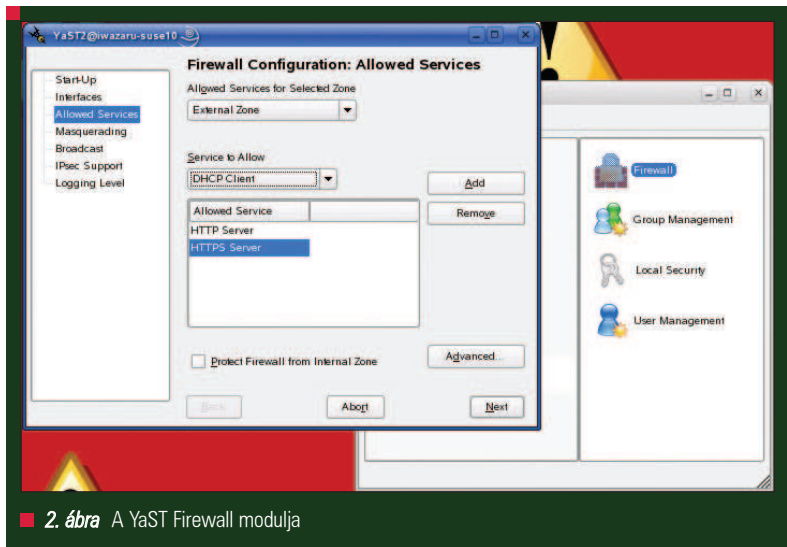 YaST2@iwazaru-suse10
Firewall Configuration: Allowed Services
Start-Up
Interfaces
Allowed Services
Masquerading
Broadcast
IPsec Support
Logging Level
Allowed Services for Selected Zone
External Zone
Service to Allow
DHCP Client
Add
Allowed Service
Remove
HTTP Server
HTTPS Server
Protect Firewall from Internal Zone
Advanced...
Back
Abort
Next
Firewall
Group Management
Local Security
User Management
2. ábra A YaST Firewall modulja